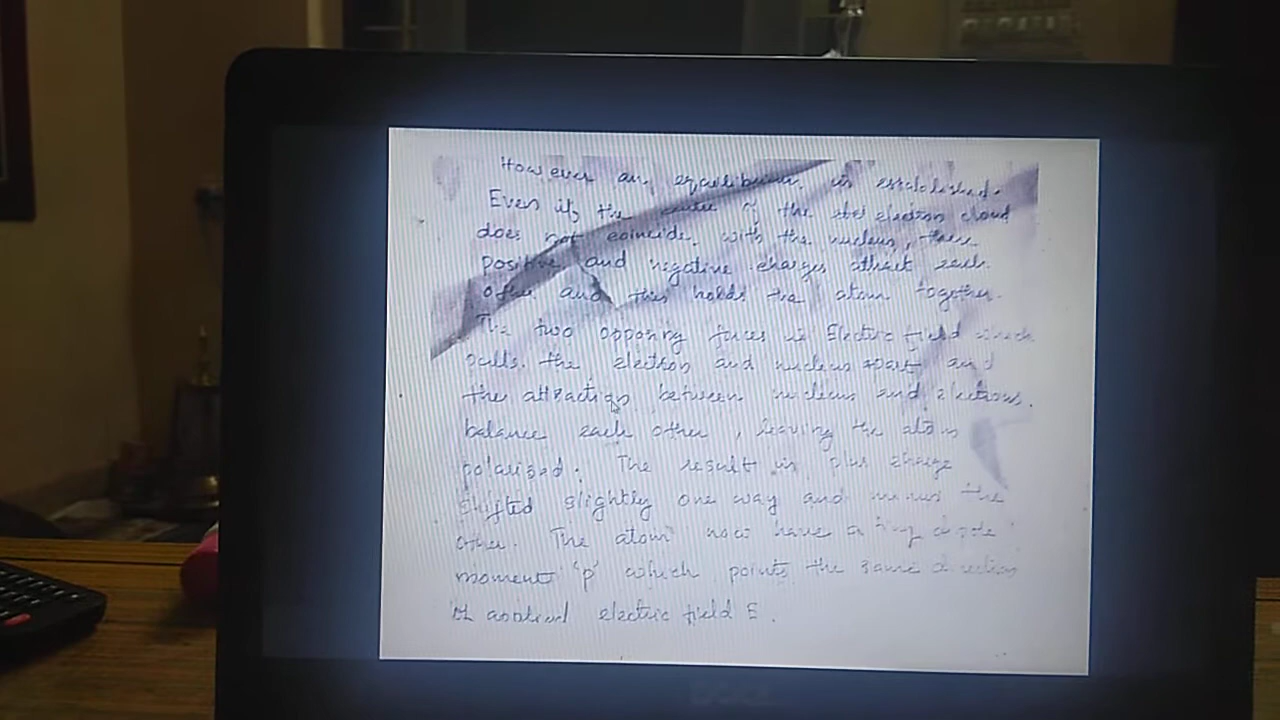 However an equilibrium is established.
Even if the centre of the electron cloud
does not coincide with the nucleus, these
positive and negative charges attract each
other and this holds the atom together.
The two opposing forces ie Electric field which
pulls the electron and nucleus apart and
the attraction between nucleus and electrons.
balance each other, leaving the atom
polarised. The result is plus charge
shifted slightly one way and minus the
other. The atom now have a tiny dipole
moment 'p' which points the same direction
of applied electric field E.